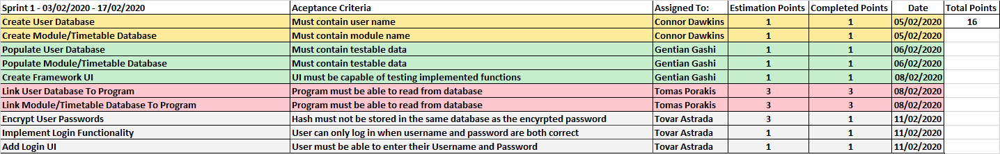 Sprint 1 - 03/02/2020 - 17/02/2020 Aceptance Criteria Assigned To: Estimation Points Completed Points Date Total Points
Create User Database Must contain user name Connor Dawkins 1 1 05/02/2020 16
Create Module/Timetable Database Must contain module name Connor Dawkins 1 1 05/02/2020
Populate User Database Must contain testable data Gentian Gashi 1 1 06/02/2020
Populate Module/Timetable Database Must contain testable data Gentian Gashi 1 1 06/02/2020
Create Framework UI UI must be capable of testing implemented functions Gentian Gashi 1 1 08/02/2020
Link User Database To Program Program must be able to read from database Tomas Porakis 3 3 08/02/2020
Link Module/Timetable Database To Program Program must be able to read from database Tomas Porakis 3 3 08/02/2020
Encrypt User Passwords Hash must not be stored in the same database as the encyrpted password Tovar Astrada 3 1 11/02/2020
Implement Login Functionality User can only log in when username and password are both correct Tovar Astrada 1 1 11/02/2020
Add Login UI User must be able to enter their Username and Password Tovar Astrada 1 1 11/02/2020